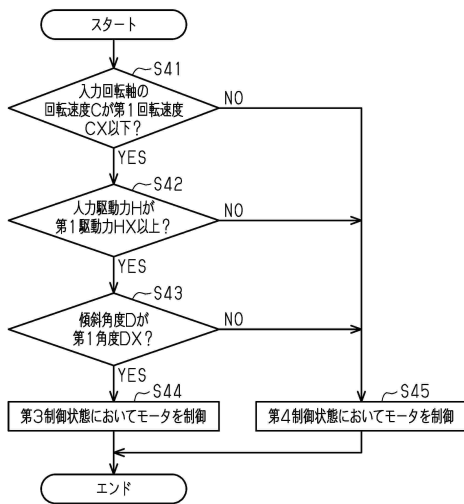 スタート
S41
入力回転軸の
回転速度Cが第1回転速度
CX以下?
NO
YES
S42
人力駆動力Hが
第1駆動力HX以上?
NO
YES
S43
傾斜角度Dが
第1角度DX?
NO
YES
S44
第3制御状態においてモータを制御
S45
第4制御状態においてモータを制御
エンド